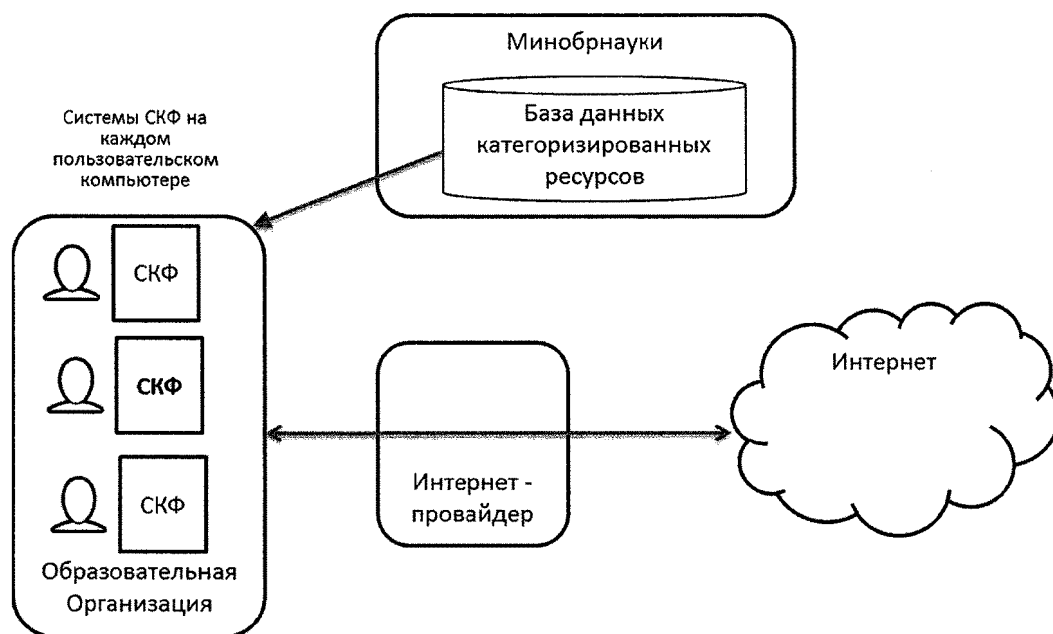 Минобрнауки
База данных
категоризированных
ресурсов
Системы СКФ на
каждом
пользовательском
компьютере
СКФ
СКФ
СКФ
Образовательная
Организация
Интернет -
провайдер
Интернет